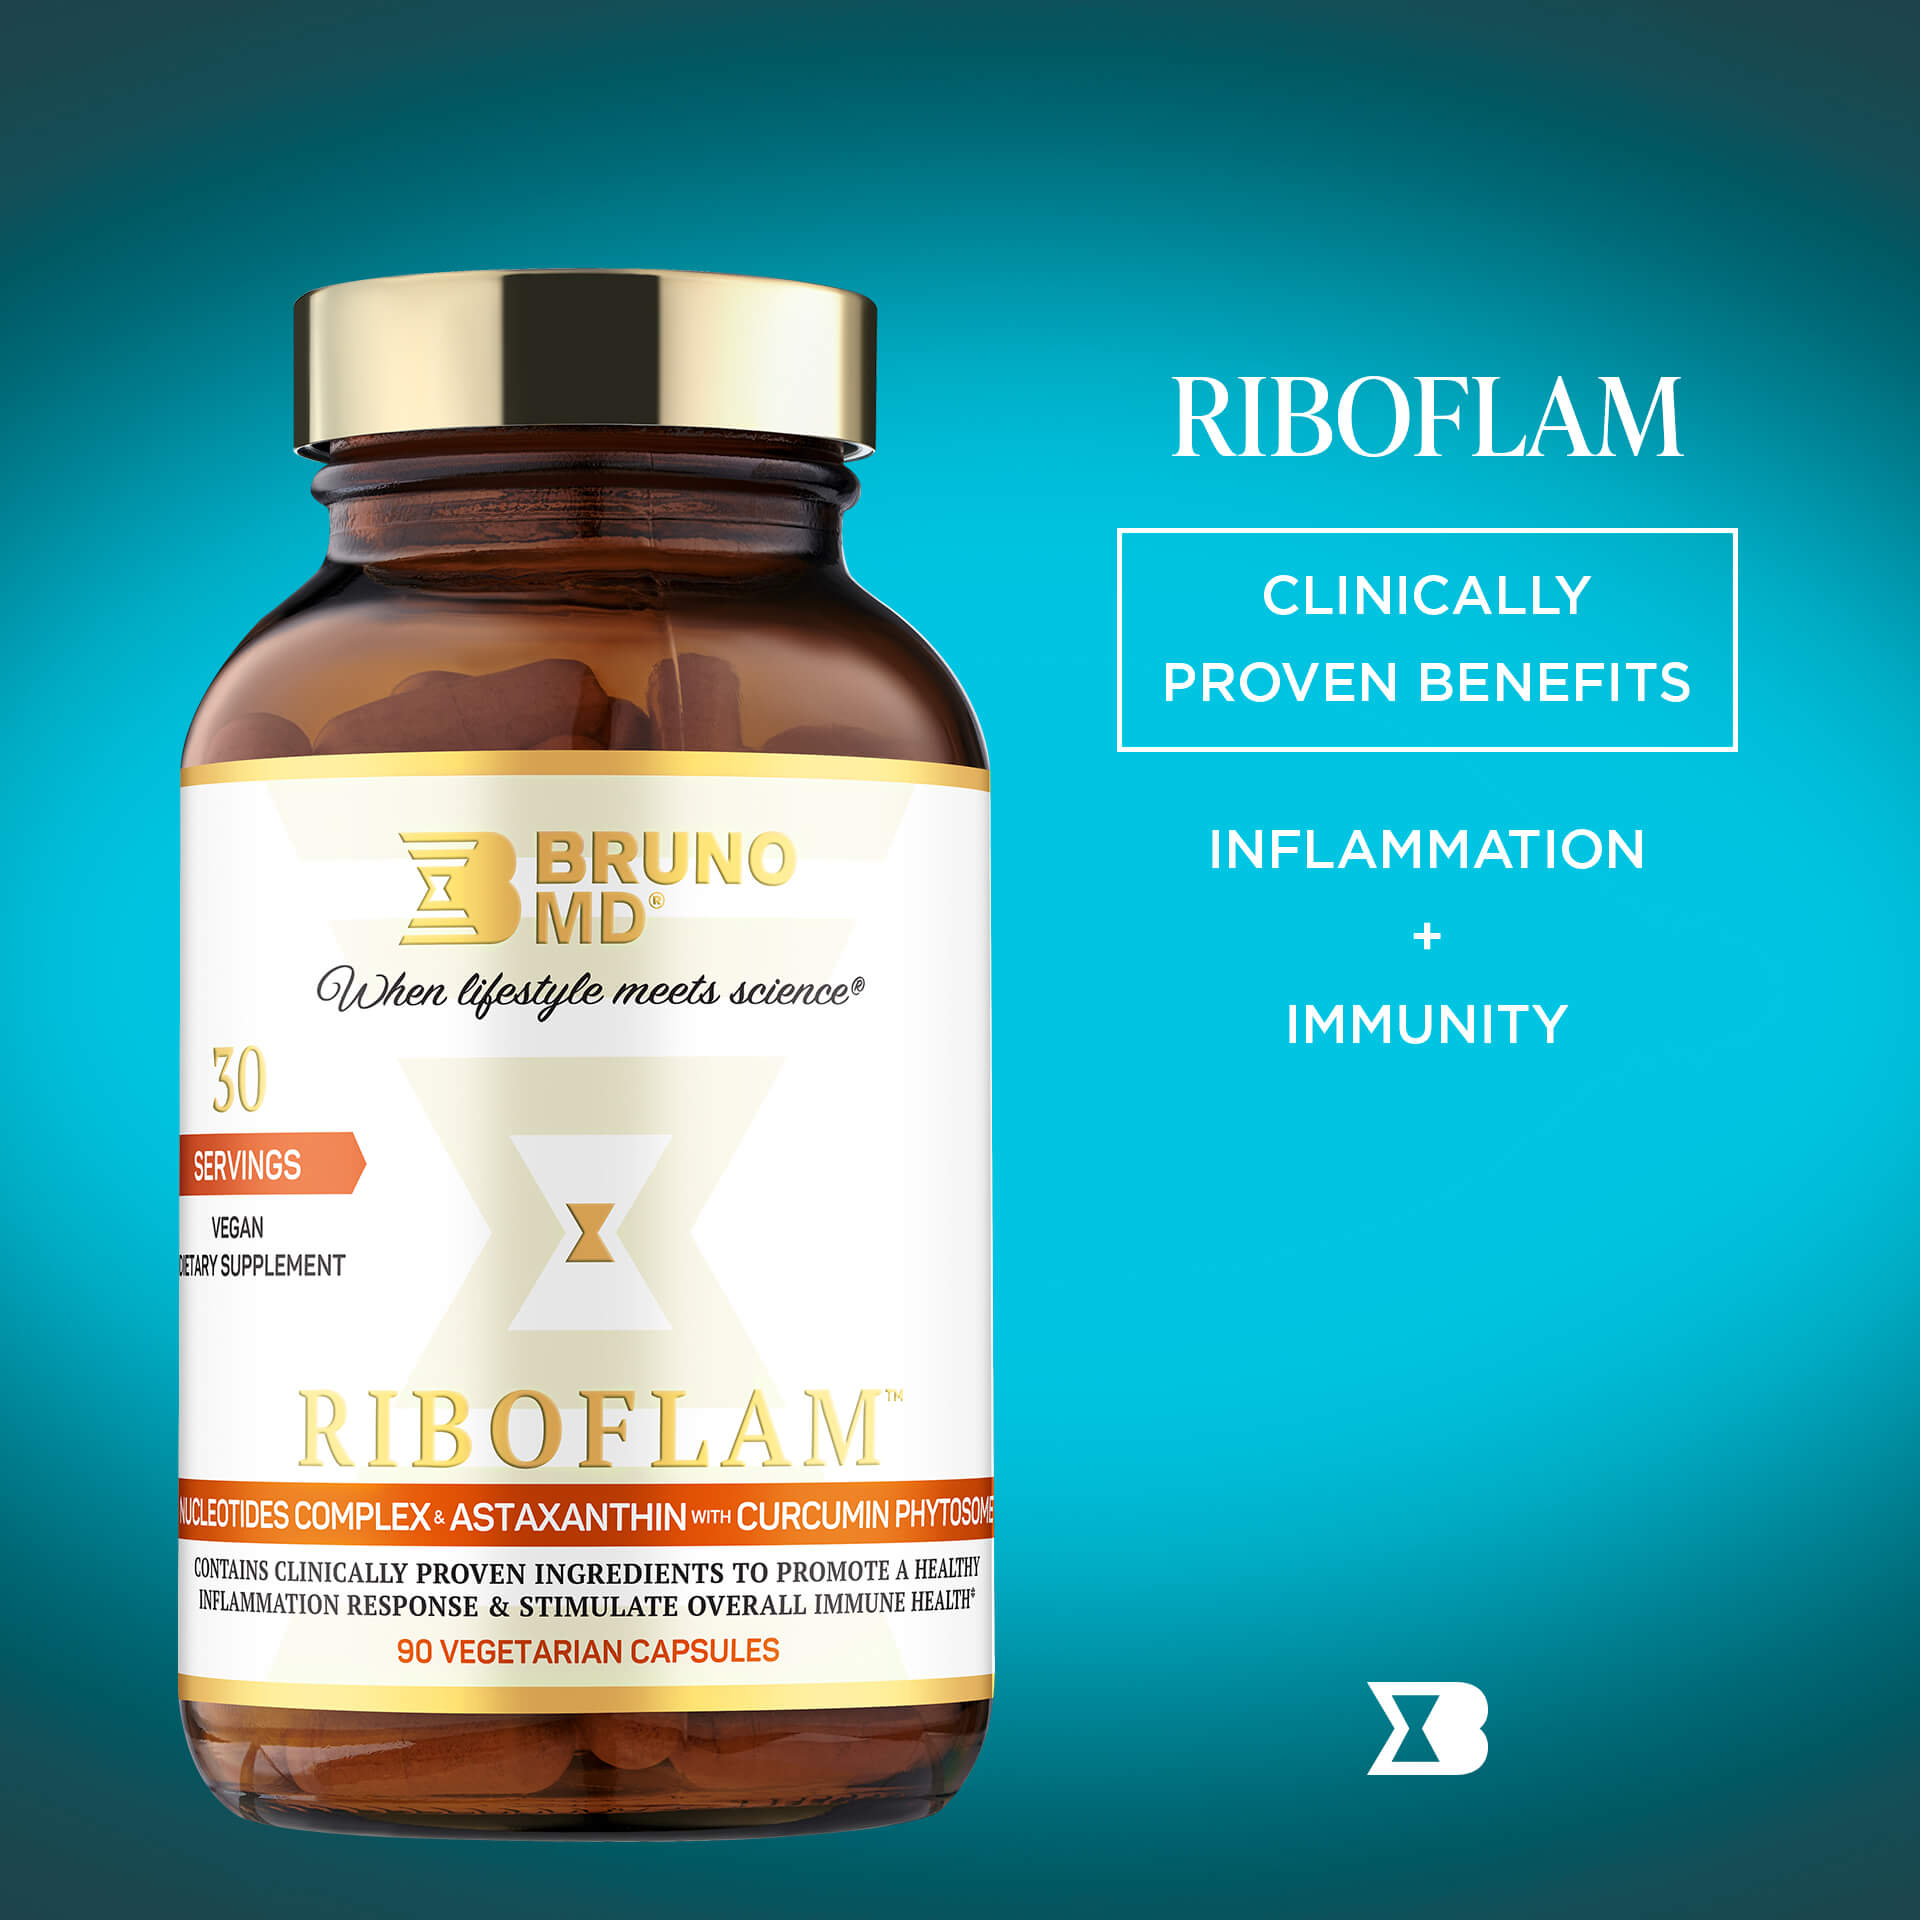 BRUNO
MD®
When lifestyle meets science®
30
SERVINGS
VEGAN
DIETARY SUPPLEMENT
RIBOFLAM™
NUCLEOTIDES COMPLEX & ASTAXANTHIN WITH CURCUMIN PHYTOSOME
CONTAINS CLINICALLY PROVEN INGREDIENTS TO PROMOTE A HEALTHY
INFLAMMATION RESPONSE & STIMULATE OVERALL IMMUNE HEALTH‡
90 VEGETARIAN CAPSULES
RIBOFLAM
CLINICALLY
PROVEN BENEFITS
INFLAMMATION
+
IMMUNITY